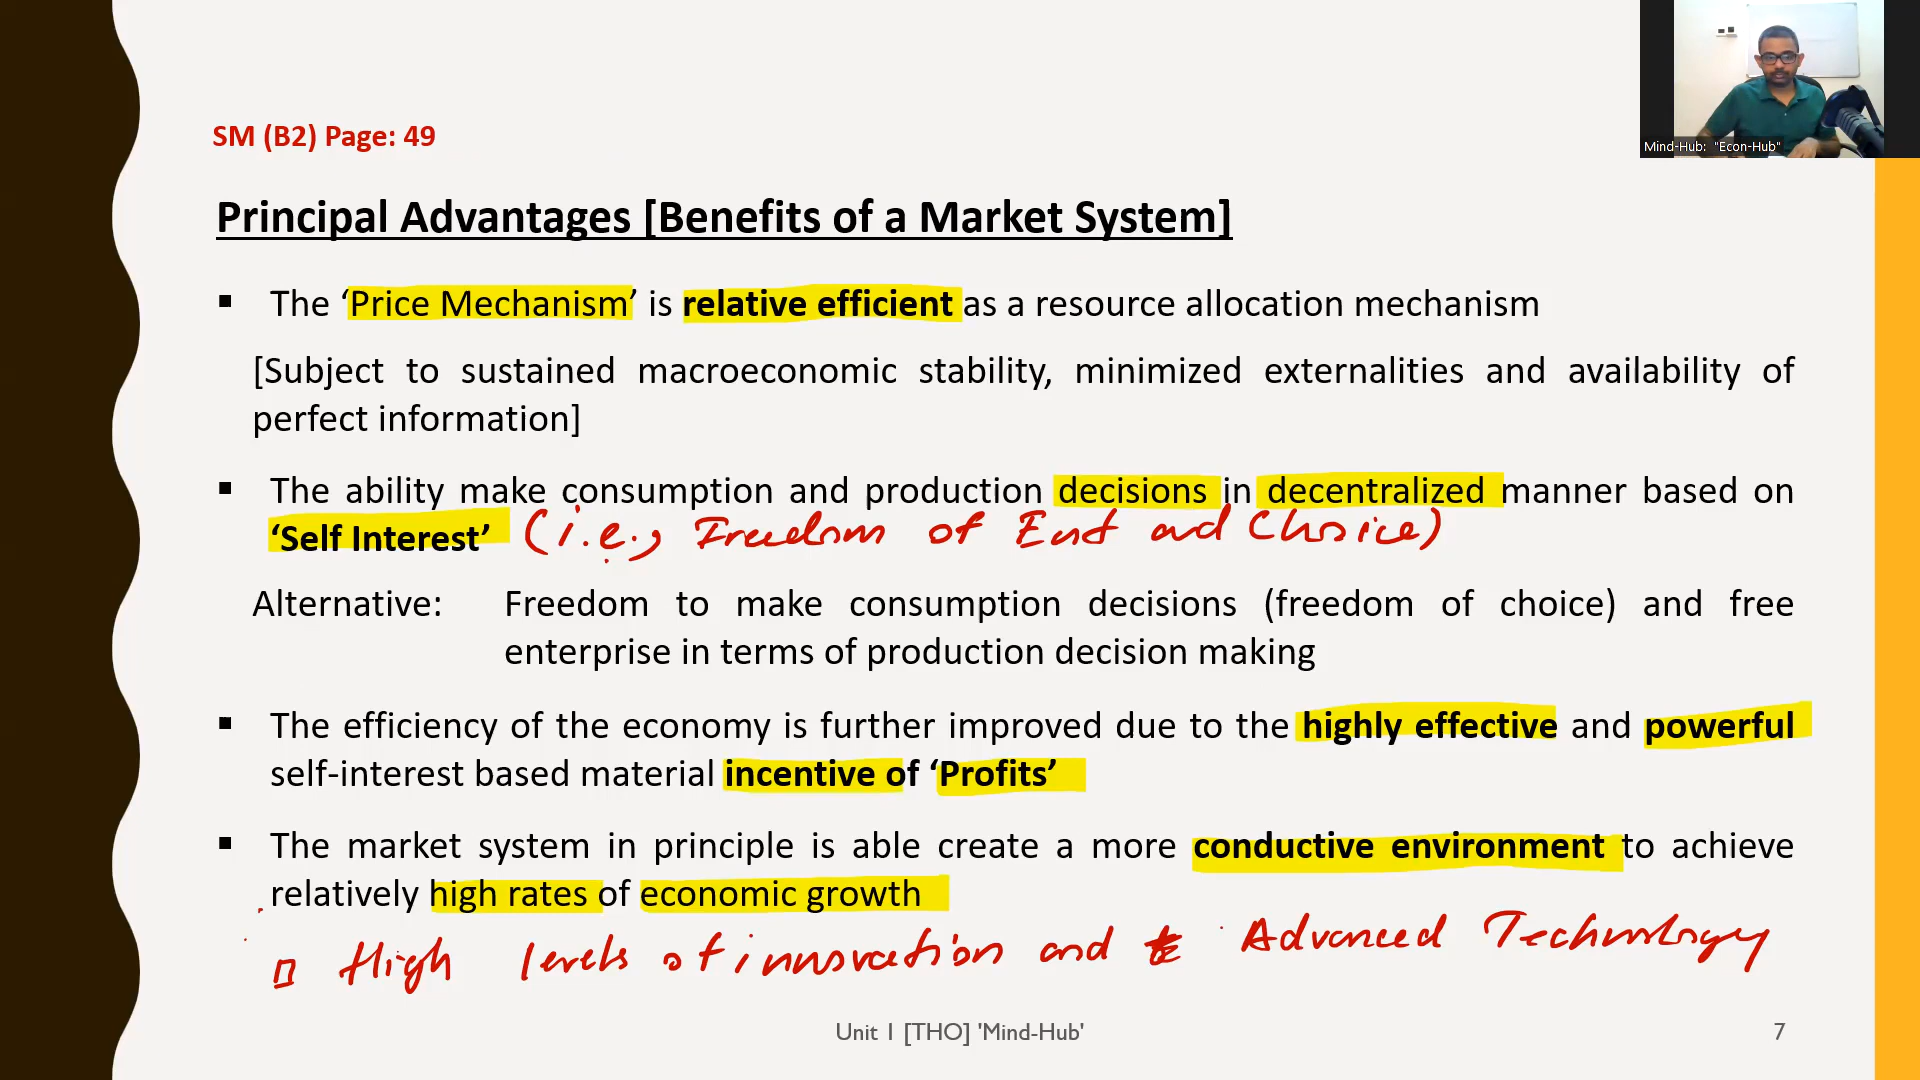 Mind-Hub: "Econ-Hub"
SM (B2) Page: 49
Principal Advantages [Benefits of a Market System]
▪ The ‘Price Mechanism’ is relative efficient as a resource allocation mechanism
[Subject to sustained macroeconomic stability, minimized externalities and availability of
perfect information]
▪ The ability make consumption and production decisions in decentralized manner based on
‘Self Interest’ (i.e., Freedom of Ent and Choice)
Alternative: Freedom to make consumption decisions (freedom of choice) and free
enterprise in terms of production decision making
▪ The efficiency of the economy is further improved due to the highly effective and powerful
self-interest based material incentive of ‘Profits’
▪ The market system in principle is able create a more conductive environment to achieve
relatively high rates of economic growth
High levels of innovation and Advanced Technology
Unit 1 [THO] 'Mind-Hub'
7